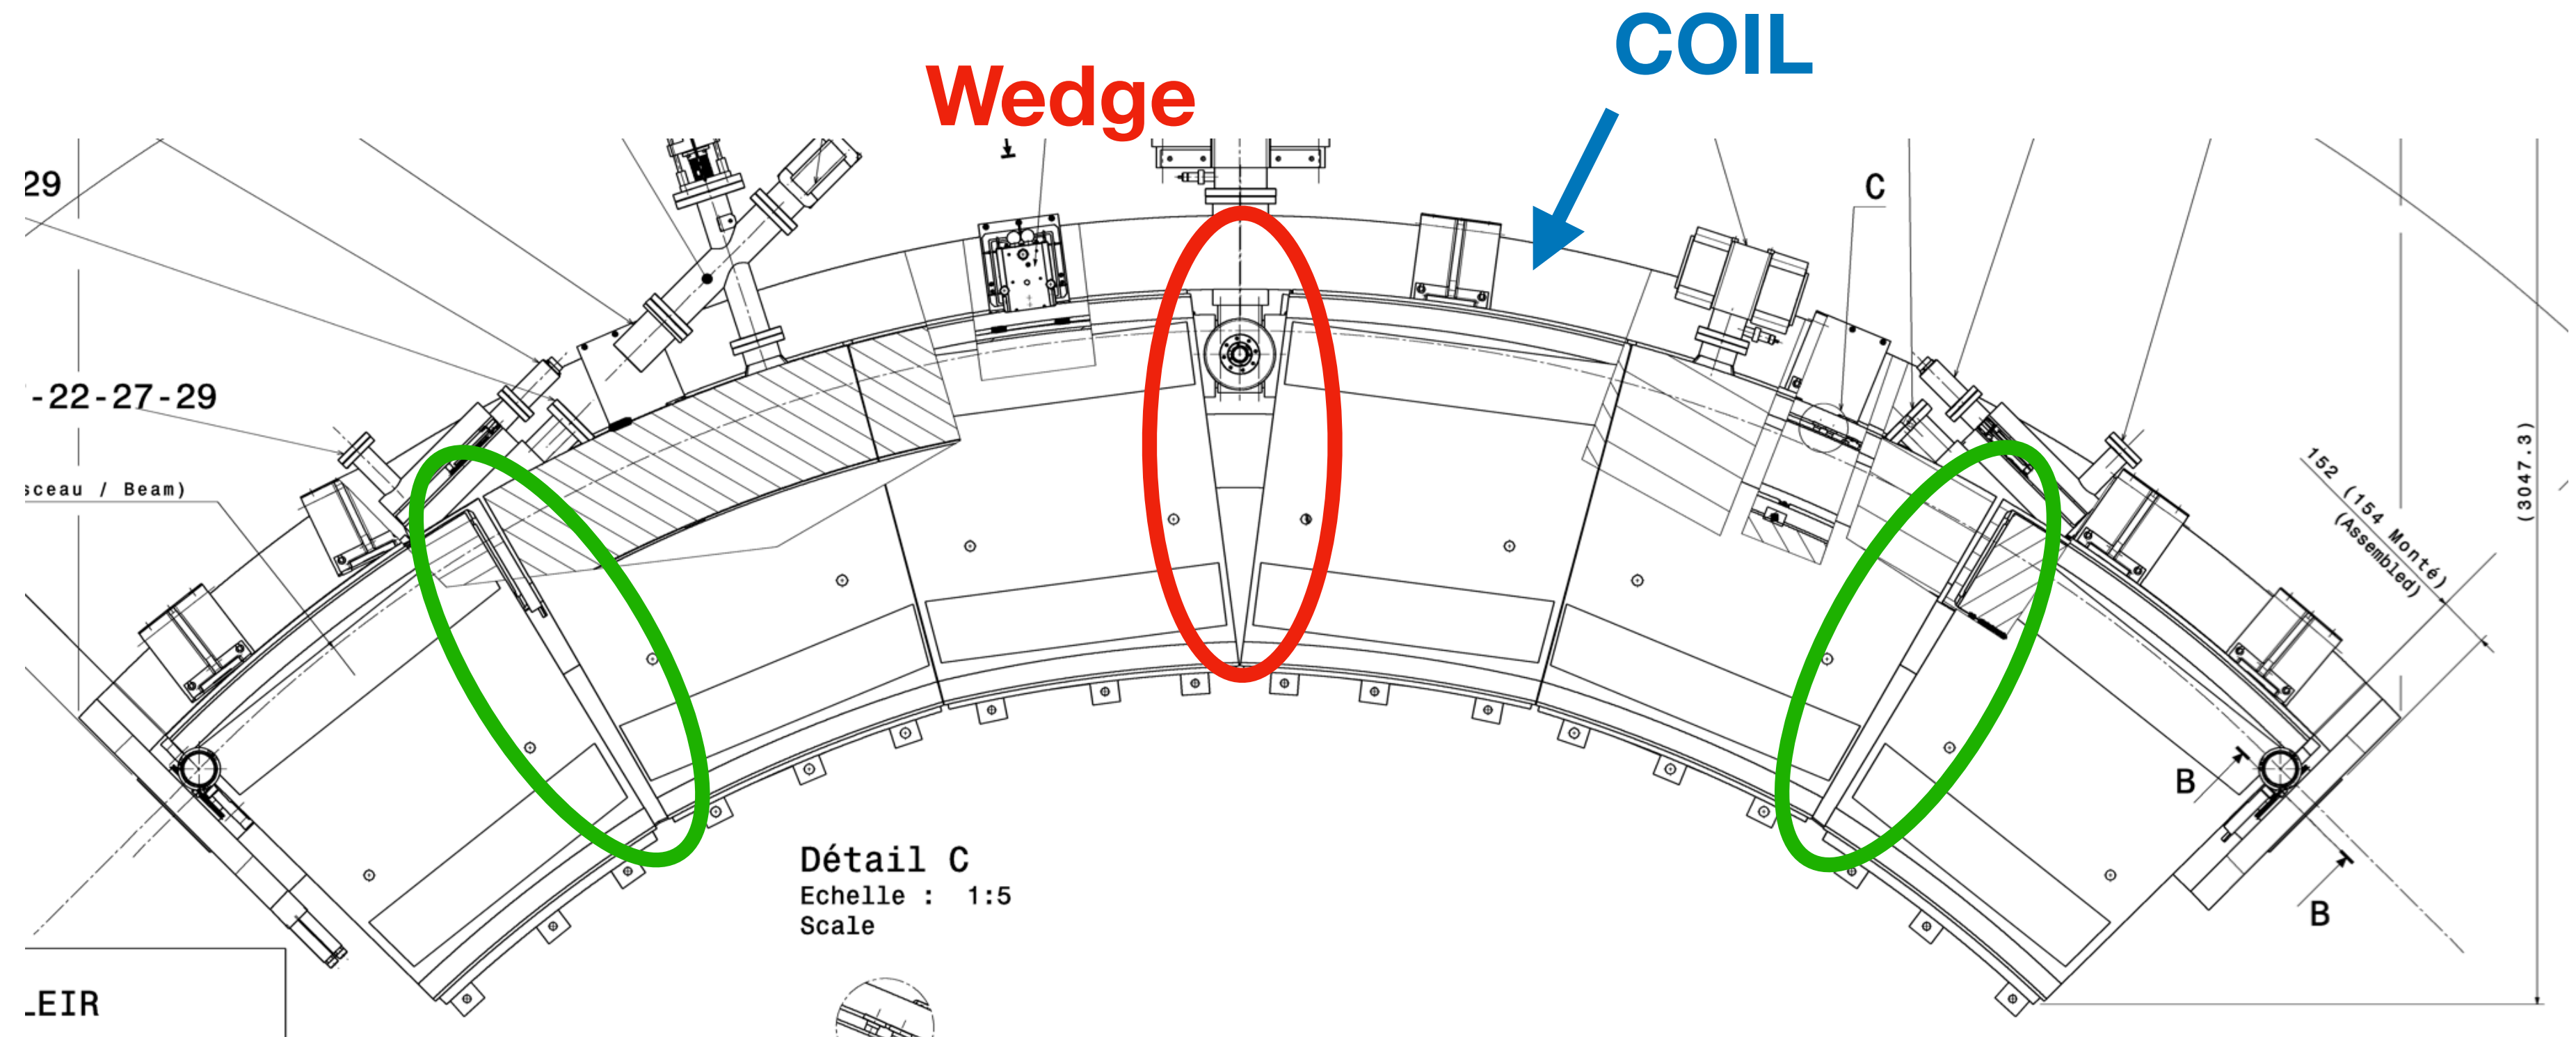 COIL
Wedge
C
29
-22-27-29
sceau / Beam)
152 (154 Monté)
(Assembled)
(3047.3)
B
B
Détail C
Echelle : 1:5
Scale
LEIR